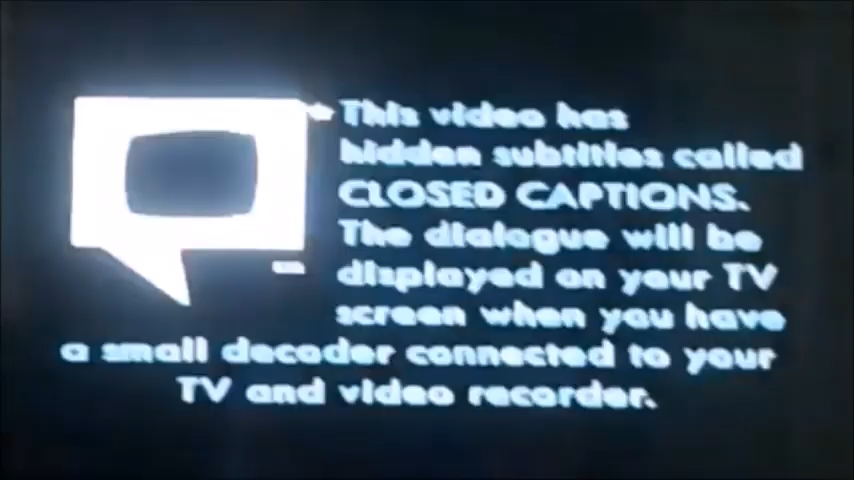 This video has
hidden subtitles called
CLOSED CAPTIONS.
The dialogue will be
displayed on your TV
screen when you have
a small decoder connected to your
TV and video recorder.